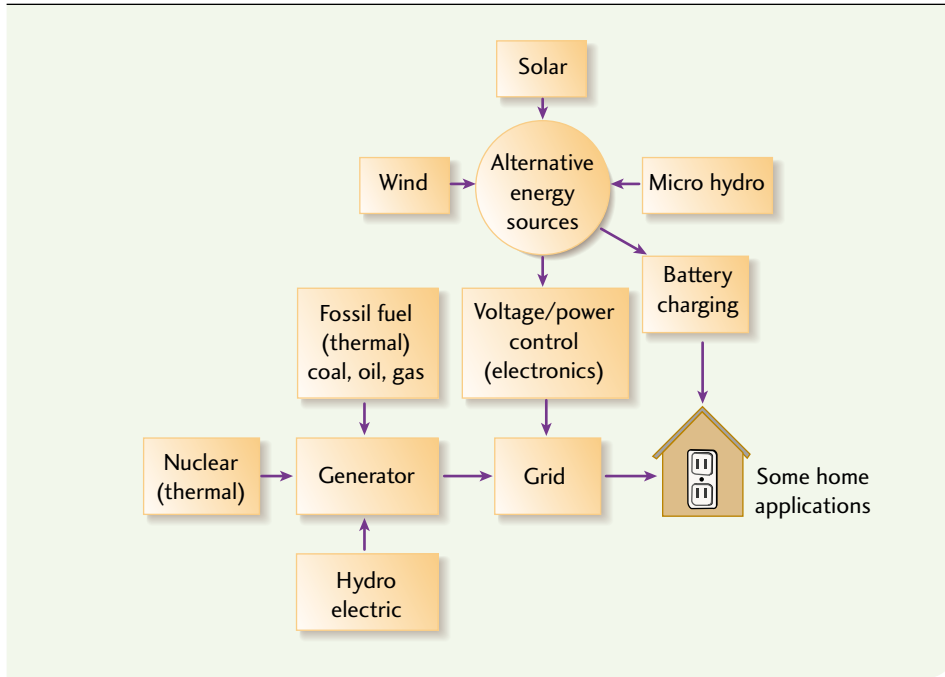 Solar
Wind
Alternative
energy
sources
Micro hydro
Battery
charging
Fossil fuel
(thermal)
coal, oil, gas
Voltage/power
control
(electronics)
Nuclear
(thermal)
Generator
Grid
Some home
applications
Hydro
electric